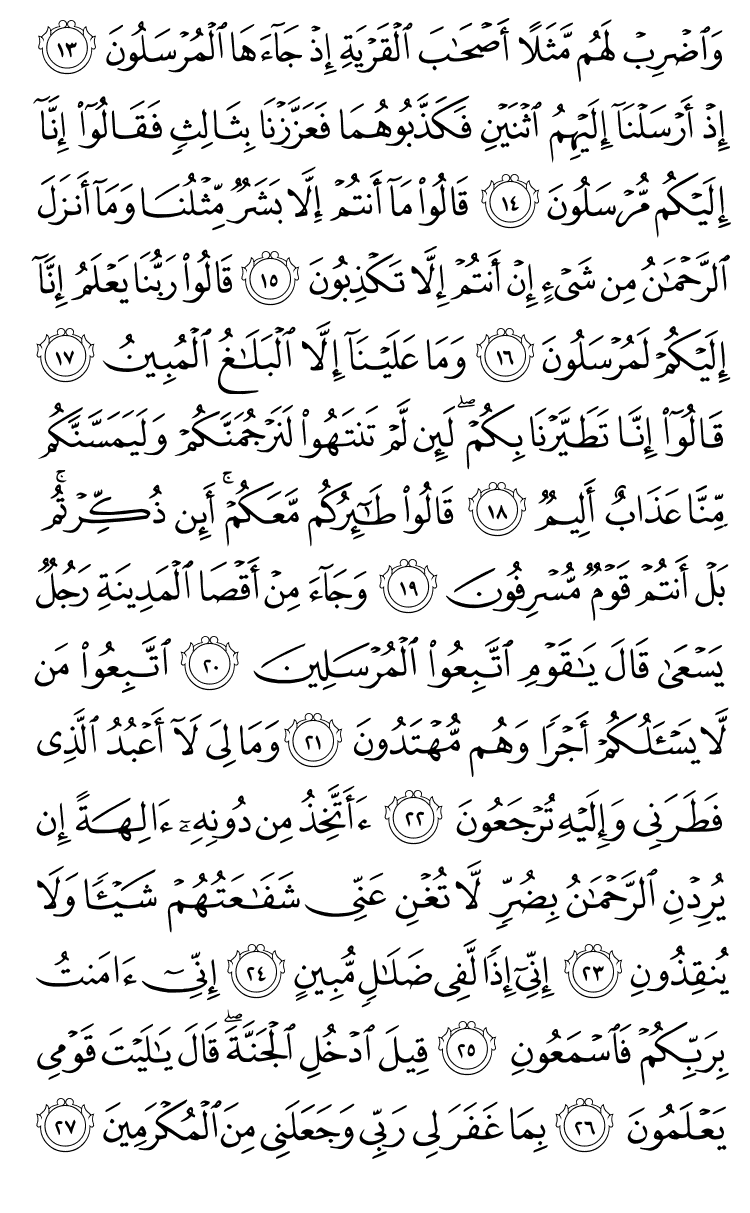 وَٱضۡرِبۡ لَهُم مَّثَلًا أَصۡحَٰبَ ٱلۡقَرۡيَةِ إِذۡ جَآءَهَا ٱلۡمُرۡسَلُونَ ١٣
إِذۡ أَرۡسَلۡنَآ إِلَيۡهِمُ ٱثۡنَيۡنِ فَكَذَّبُوهُمَا فَعَزَّزۡنَا بِثَالِثٖ فَقَالُوٓاْ إِنَّآ
إِلَيۡكُم مُّرۡسَلُونَ ١٤ قَالُواْ مَآ أَنتُمۡ إِلَّا بَشَرٞ مِّثۡلُنَا وَمَآ أَنزَلَ
ٱلرَّحۡمَٰنُ مِن شَيۡءٍ إِنۡ أَنتُمۡ إِلَّا تَكۡذِبُونَ ١٥ قَالُواْ رَبُّنَا يَعۡلَمُ إِنَّآ
إِلَيۡكُمۡ لَمُرۡسَلُونَ ١٦ وَمَا عَلَيۡنَآ إِلَّا ٱلۡبَلَٰغُ ٱلۡمُبِينُ ١٧
قَالُوٓاْ إِنَّا تَطَيَّرۡنَا بِكُمۡۖ لَئِن لَّمۡ تَنتَهُواْ لَنَرۡجُمَنَّكُمۡ وَلَيَمَسَّنَّكُم
مِّنَّا عَذَابٌ أَلِيمٞ ١٨ قَالُواْ طَٰٓئِرُكُم مَّعَكُمۡۚ أَئِن ذُكِّرۡتُمۚ
بَلۡ أَنتُمۡ قَوۡمٞ مُّسۡرِفُونَ ١٩ وَجَآءَ مِنۡ أَقۡصَا ٱلۡمَدِينَةِ رَجُلٞ
يَسۡعَىٰ قَالَ يَٰقَوۡمِ ٱتَّبِعُواْ ٱلۡمُرۡسَلِينَ ٢٠ ٱتَّبِعُواْ مَن
لَّا يَسۡـَٔلُكُمۡ أَجۡرٗا وَهُم مُّهۡتَدُونَ ٢١ وَمَا لِيَ لَآ أَعۡبُدُ ٱلَّذِي
فَطَرَنِي وَإِلَيۡهِ تُرۡجَعُونَ ٢٢ ءَأَتَّخِذُ مِن دُونِهِۦٓ ءَالِهَةً إِن
يُرِدۡنِ ٱلرَّحۡمَٰنُ بِضُرّٖ لَّا تُغۡنِ عَنِّي شَفَٰعَتُهُمۡ شَيۡـٔٗا وَلَا
يُنقِذُونِ ٢٣ إِنِّيٓ إِذٗا لَّفِي ضَلَٰلٖ مُّبِينٍ ٢٤ إِنِّيٓ ءَامَنتُ
بِرَبِّكُمۡ فَٱسۡمَعُونِ ٢٥ قِيلَ ٱدۡخُلِ ٱلۡجَنَّةَۖ قَالَ يَٰلَيۡتَ قَوۡمِي
يَعۡلَمُونَ ٢٦ بِمَا غَفَرَ لِي رَبِّي وَجَعَلَنِي مِنَ ٱلۡمُكۡرَمِينَ ٢٧